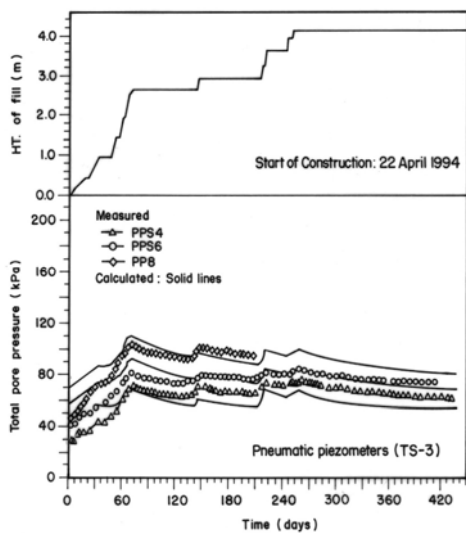 HT. of fill (m)
4.0
3.0
2.0
1.0
0.0
Start of Construction: 22 April 1994
Total pore pressure (kPa)
200
160
120
80
40
0
Measured
PPS4
PPS6
PP8
Calculated : Solid lines
Pneumatic piezometers (TS-3)
0 60 120 180 240 300 360 420
Time (days)